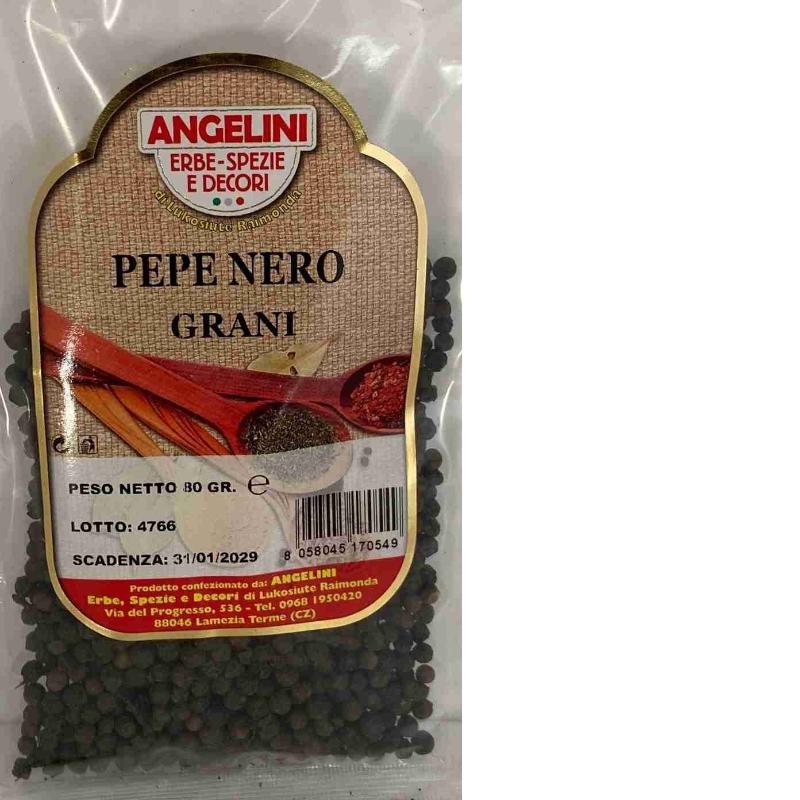 ANGELINI
ERBE-SPEZIE
E DECORI
di Lukosiute Raimonda
PEPE NERO
GRANI
PESO NETTO 80 GR. ℮
LOTTO: 4766
SCADENZA: 31/01/2029
8 058045 170549
Prodotto confezionato da: ANGELINI
Erbe, Spezie e Decori di Lukosiute Raimonda
Via del Progresso, 536 - Tel. 0968 1950420
88046 Lamezia Terme (CZ)